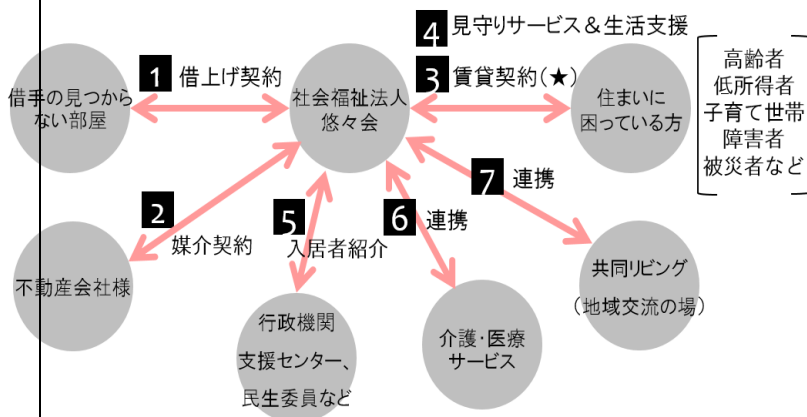 4 見守りサービス＆生活支援
1 借上げ契約
3 賃貸契約(★)
借手の見つから
ない部屋
社会福祉法人
悠々会
住まいに
困っている方
高齢者
低所得者
子育て世帯
障害者
被災者など
2
媒介契約
5
入居者紹介
6 連携
7 連携
不動産会社様
行政機関
支援センター、
民生委員など
介護・医療
サービス
共同リビング
（地域交流の場）